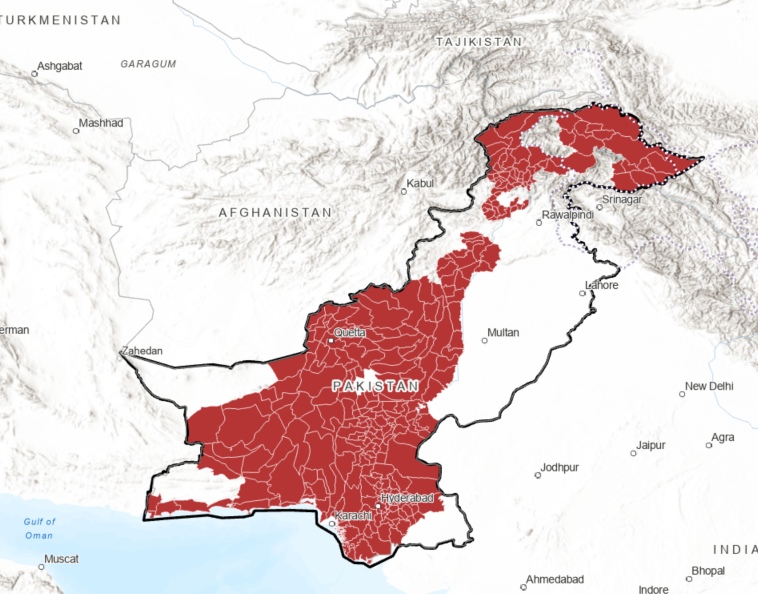 TURKMENISTAN
TAJIKISTAN
Ashgabat
GARAGUM
Mashhad
Kabul
Srinagar
AFGHANISTAN
Rawalpindi
Lahore
erman
Quetta
Multan
Zahedan
PAKISTAN
New Delhi
Jaipur
Agra
Jodhpur
Hyderabad
Karachi
Gulf of
Oman
INDIA
Muscat
Bhopal
Ahmedabad
Indore